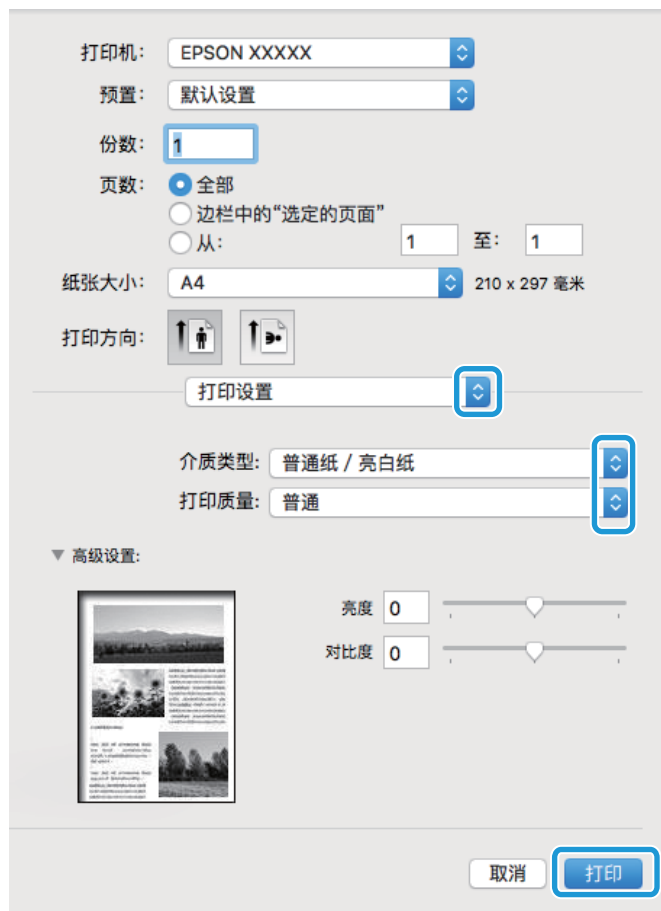 打印机: EPSON XXXXX
预置: 默认设置
份数: 1
页数: 全部
边栏中的“选定的页面”
从: 1 至: 1
纸张大小: A4 210 x 297 毫米
打印方向:
打印设置
介质类型: 普通纸 / 亮白纸
打印质量: 普通
高级设置:
亮度 0
对比度 0
取消 打印